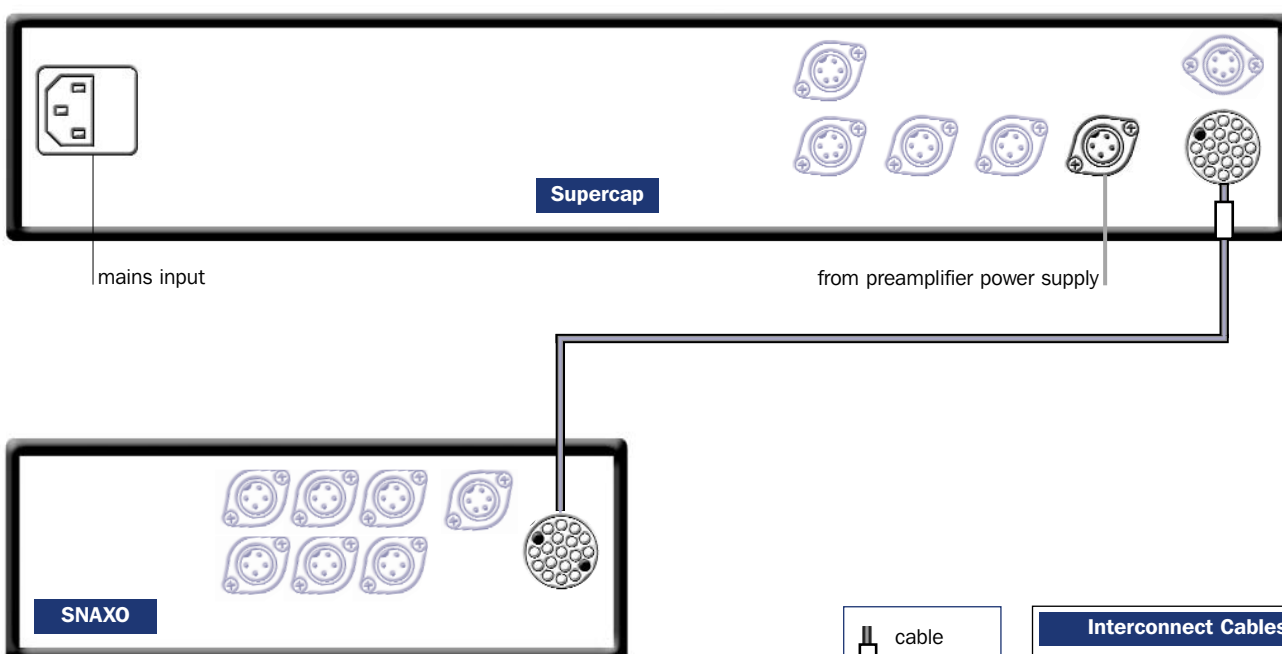 Supercap
mains input
from preamplifier power supply
SNAXO
cable
Interconnect Cables